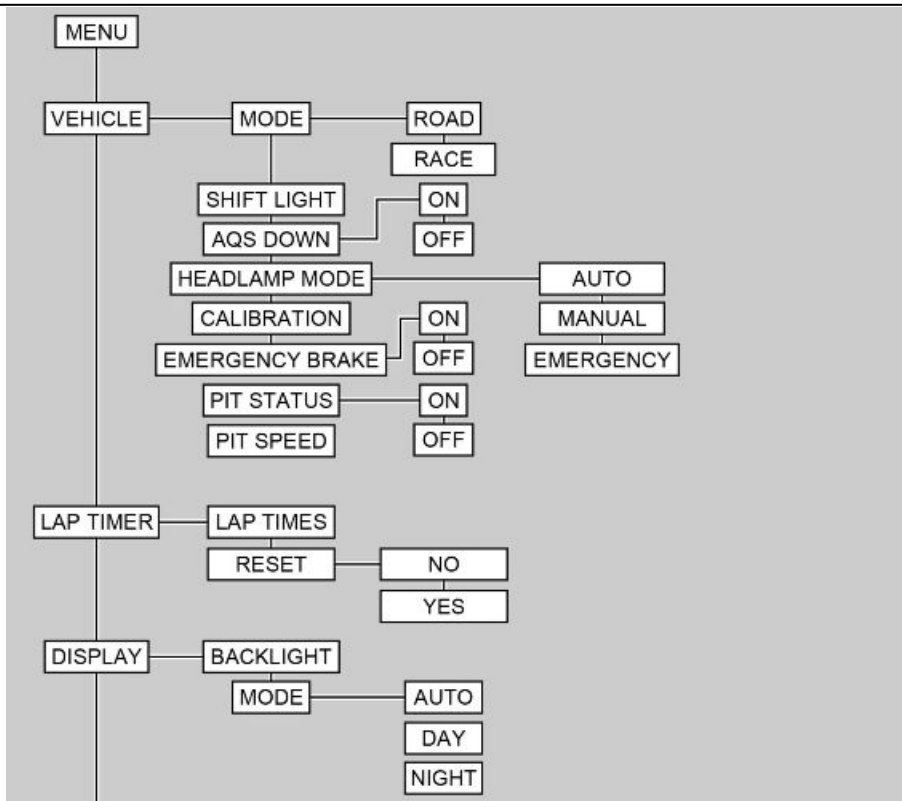 MENU
VEHICLE MODE ROAD
RACE
SHIFT LIGHT ON
AQS DOWN OFF
HEADLAMP MODE AUTO
CALIBRATION ON MANUAL
EMERGENCY BRAKE OFF EMERGENCY
PIT STATUS ON
PIT SPEED OFF
LAP TIMER LAP TIMES
RESET NO
YES
DISPLAY BACKLIGHT
MODE AUTO
DAY
NIGHT